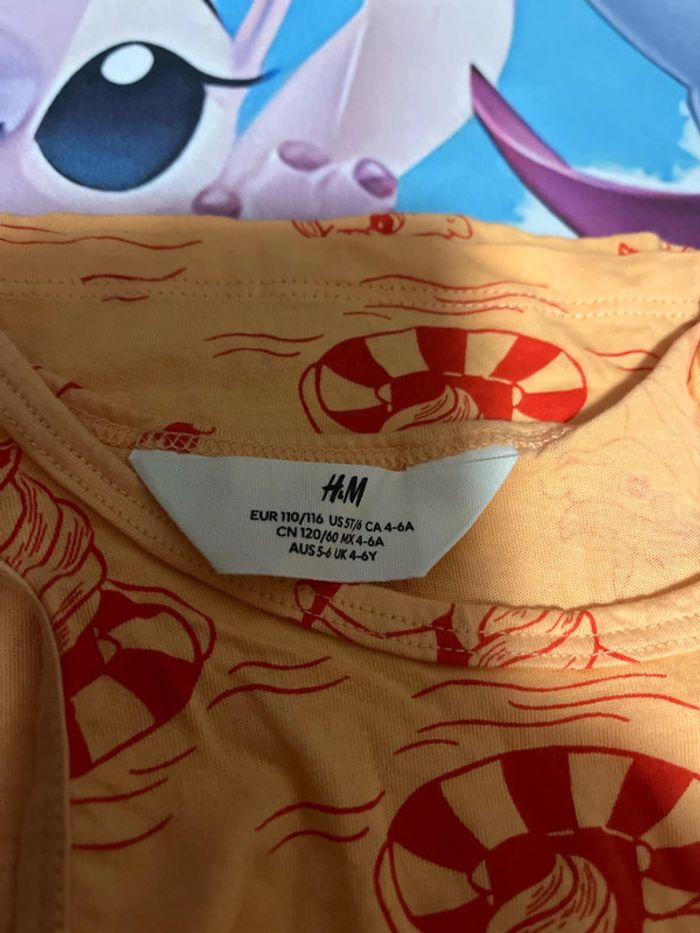 H&M
EUR 110/116 US 5T/6 CA 4-6A
CN 120/60 MX 4-6A
AUS 5-6 UK 4-6Y